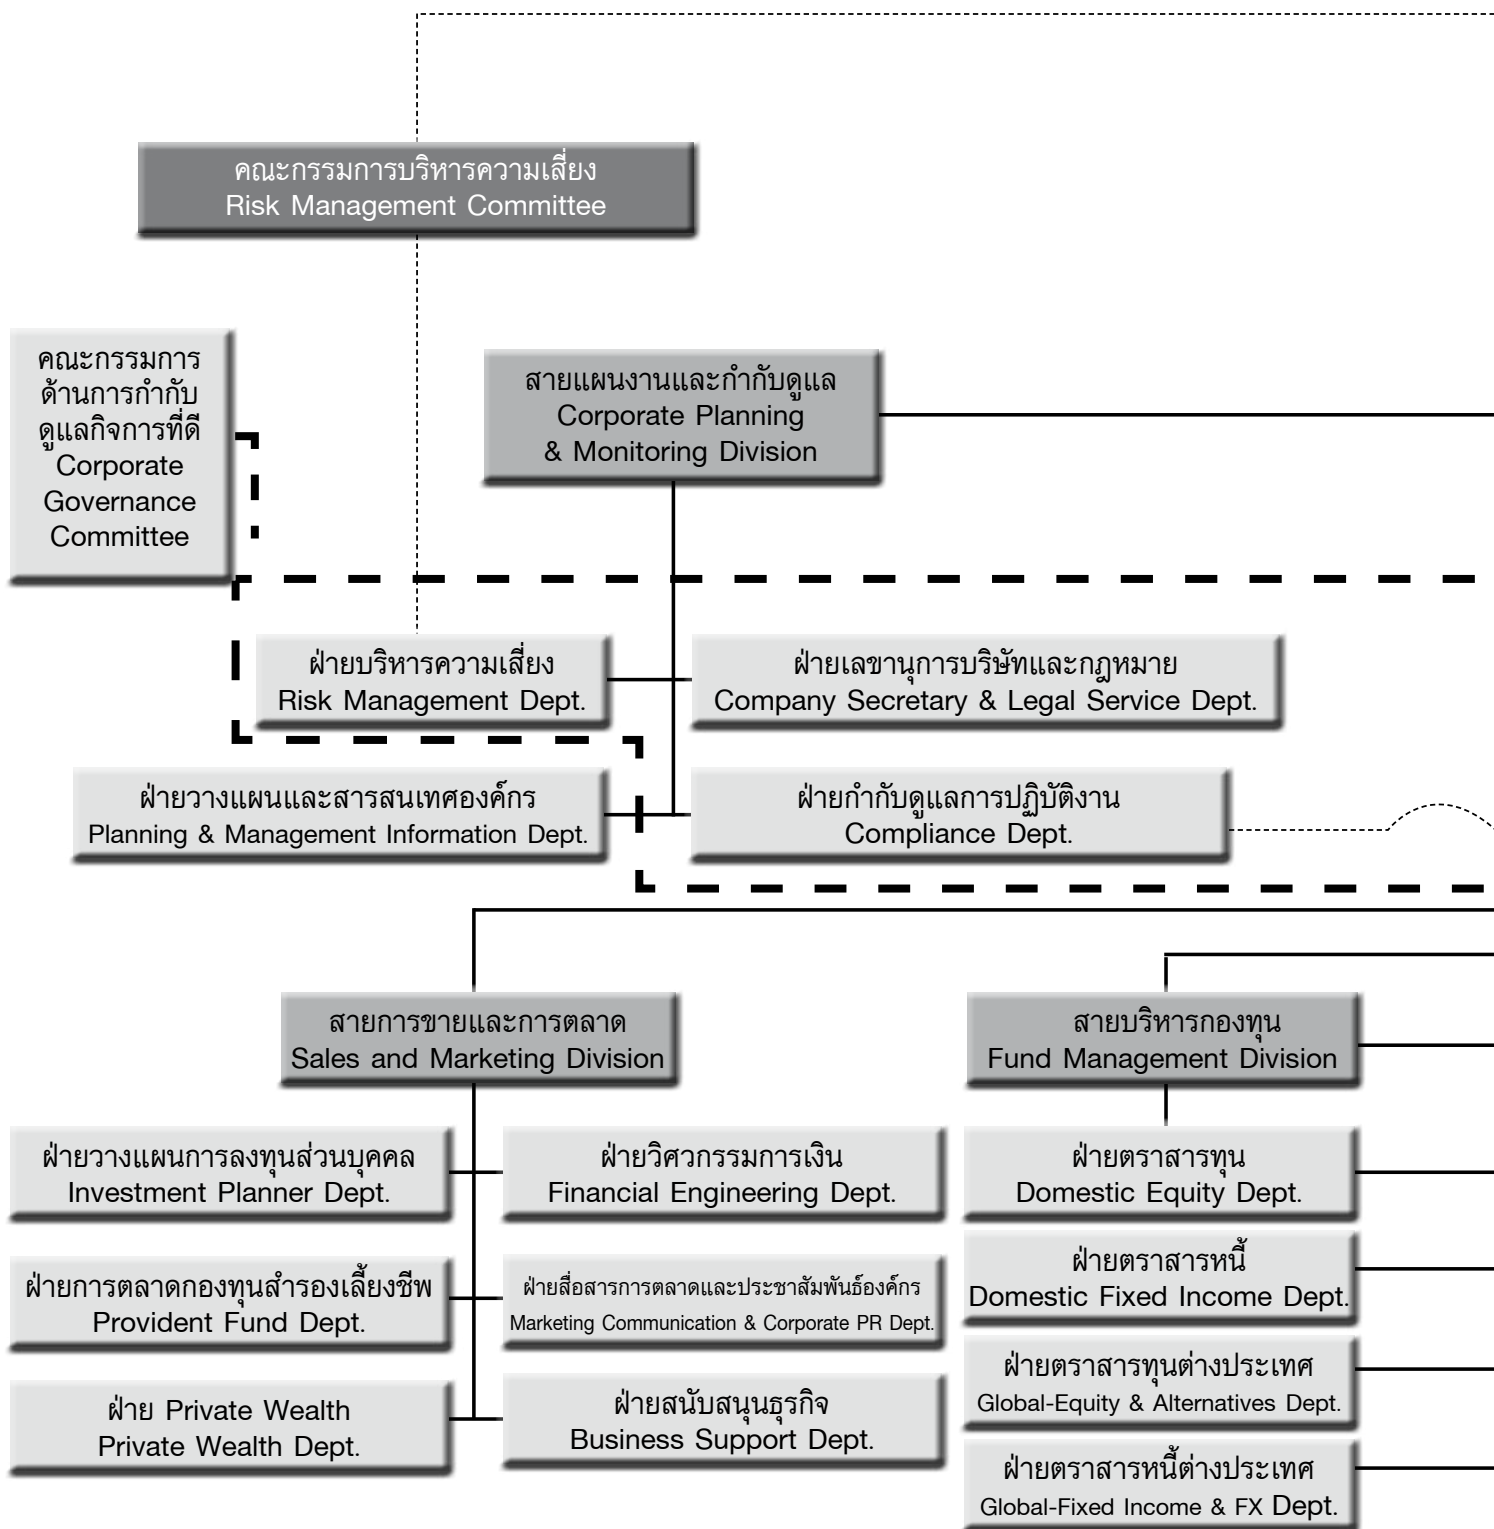 คณะกรรมการบริหารความเสี่ยง
Risk Management Committee
คณะกรรมการ
ด้านการกำกับ
ดูแลกิจการที่ดี
Corporate
Governance
Committee
สายแผนงานและกำกับดูแล
Corporate Planning
& Monitoring Division
ฝ่ายบริหารความเสี่ยง
Risk Management Dept.
ฝ่ายเลขานุการบริษัทและกฎหมาย
Company Secretary & Legal Service Dept.
ฝ่ายวางแผนและสารสนเทศองค์กร
Planning & Management Information Dept.
ฝ่ายกำกับดูแลการปฏิบัติงาน
Compliance Dept.
สายการขายและการตลาด
Sales and Marketing Division
สายบริหารกองทุน
Fund Management Division
ฝ่ายวางแผนการลงทุนส่วนบุคคล
Investment Planner Dept.
ฝ่ายวิศวกรรมการเงิน
Financial Engineering Dept.
ฝ่ายตราสารทุน
Domestic Equity Dept.
ฝ่ายการตลาดกองทุนสำรองเลี้ยงชีพ
Provident Fund Dept.
ฝ่ายสื่อสารการตลาดและประชาสัมพันธ์องค์กร
Marketing Communication & Corporate PR Dept.
ฝ่ายตราสารหนี้
Domestic Fixed Income Dept.
ฝ่าย Private Wealth
Private Wealth Dept.
ฝ่ายสนับสนุนธุรกิจ
Business Support Dept.
ฝ่ายตราสารทุนต่างประเทศ
Global-Equity & Alternatives Dept.
ฝ่ายตราสารหนี้ต่างประเทศ
Global-Fixed Income & FX Dept.